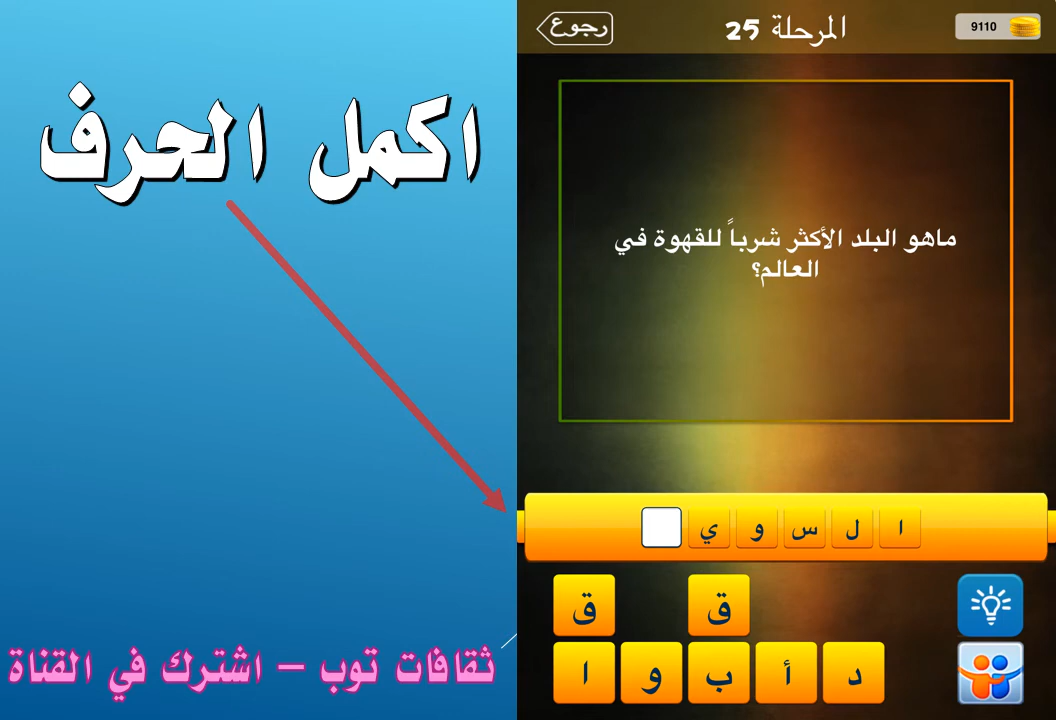 اكمل الحرف
ثقافات توب – اشترك في القناة
رجوع
المرحلة 25
9110
ماهو البلد الأكثر شرباً للقهوة في
العالم؟
ا ل س و ي
ق ق
د أ ب و ا